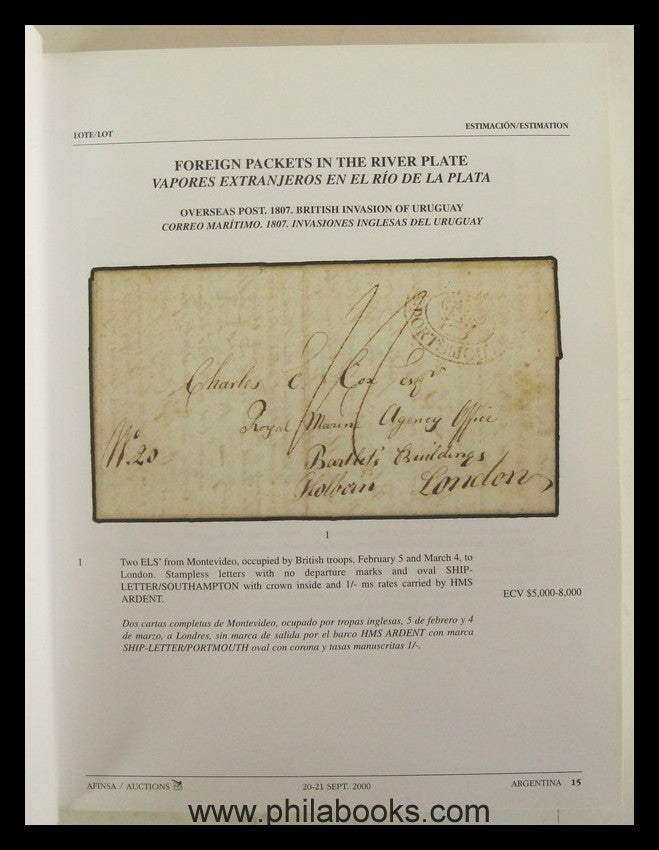 LOTE/LOT
ESTIMACIÓN/ESTIMATION
FOREIGN PACKETS IN THE RIVER PLATE
VAPORES EXTRANJEROS EN EL RÍO DE LA PLATA
OVERSEAS POST. 1807. BRITISH INVASION OF URUGUAY
CORREO MARÍTIMO. 1807. INVASIONES INGLESAS DEL URUGUAY
PORTSMOU
Charles E. Cox esqr
Royal Marine Agency Office
No. 20
Bartlet's Buildings
Holborn London
1
1 Two ELS' from Montevideo, occupied by British troops, February 5 and March 4, to
London. Stampless letters with no departure marks and oval SHIP-
LETTER/SOUTHAMPTON with crown inside and 1/- ms rates carried by HMS
ARDENT.
ECV $5,000-8,000
Dos cartas completas de Montevideo, ocupado por tropas inglesas, 5 de febrero y 4
de marzo, a Londres, sin marca de salida por el barco HMS ARDENT con marca
SHIP-LETTER/PORTMOUTH oval con corona y tasas manuscritas 1/-.
AFINSA / AUCTIONS
20-21 SEPT. 2000
ARGENTINA 15
www.philabooks.com